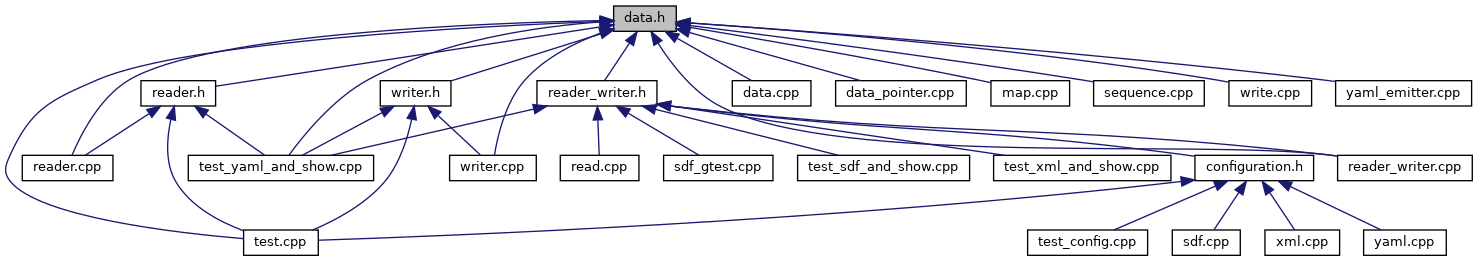 data.h
reader.h
writer.h
reader_writer.h
data.cpp
data_pointer.cpp
map.cpp
sequence.cpp
write.cpp
yaml_emitter.cpp
reader.cpp
test_yaml_and_show.cpp
writer.cpp
read.cpp
sdf_gtest.cpp
test_sdf_and_show.cpp
test_xml_and_show.cpp
configuration.h
reader_writer.cpp
test.cpp
test_config.cpp
sdf.cpp
xml.cpp
yaml.cpp